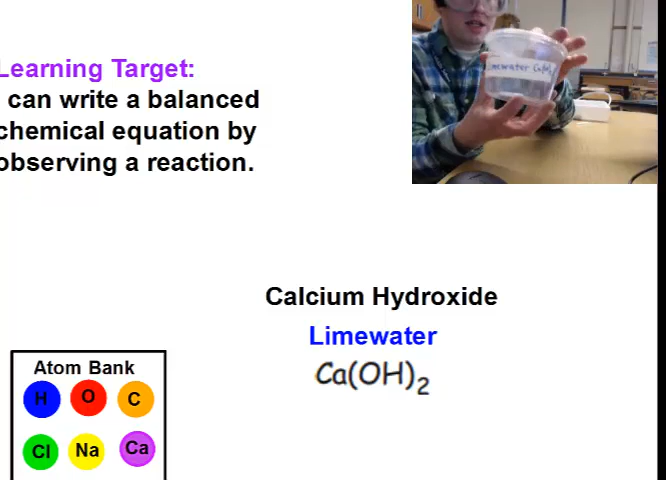 Learning Target:
can write a balanced
chemical equation by
observing a reaction.
Limewater
Calcium Hydroxide
Limewater
Ca(OH)2
Atom Bank
H O C
Cl Na Ca